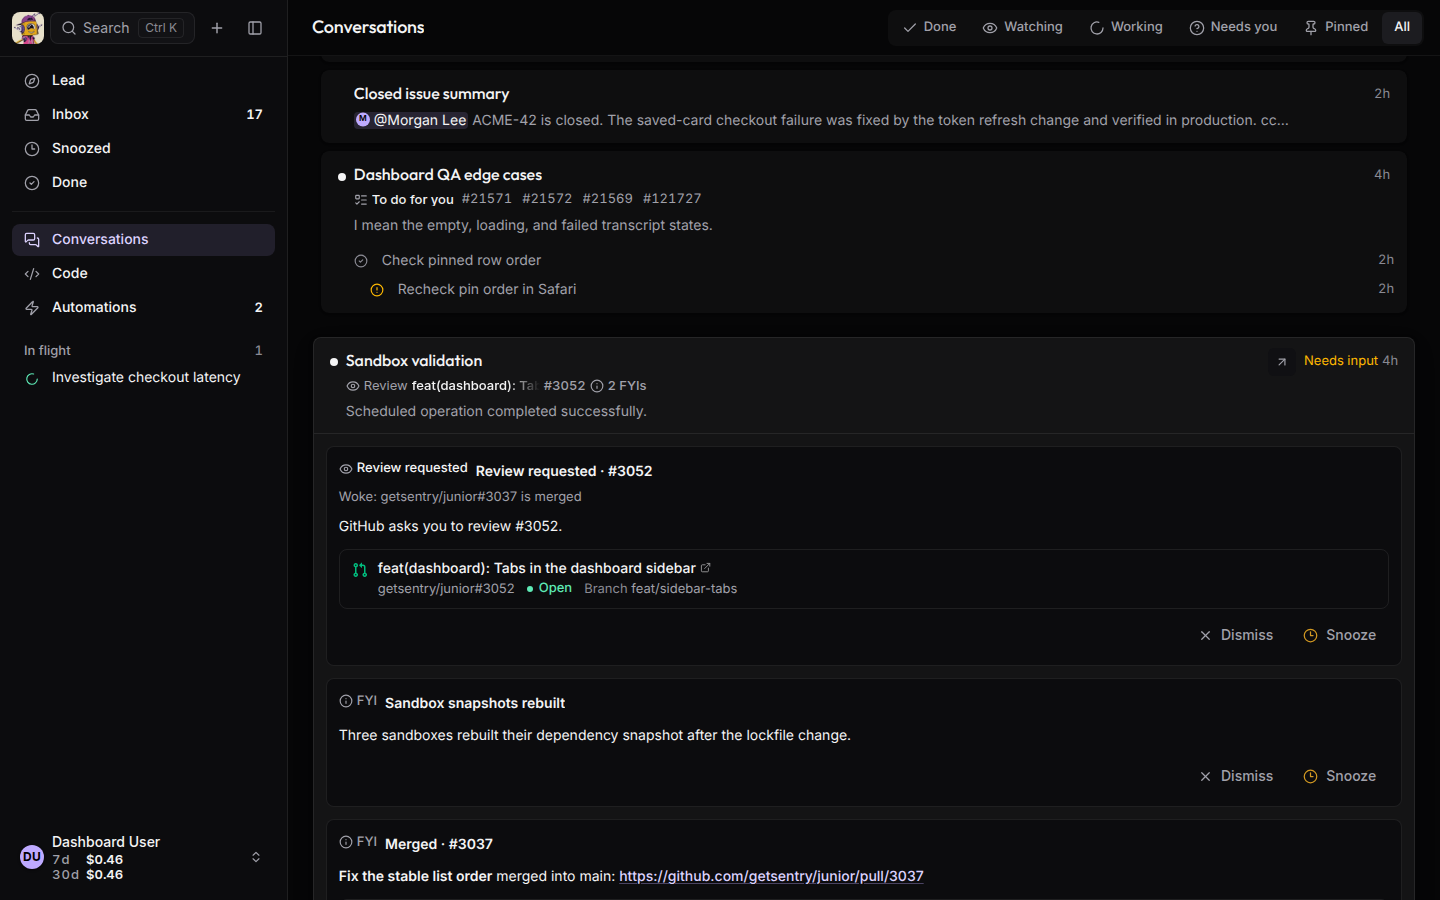 Search Ctrl K
Conversations
Done Watching Working Needs you Pinned All
Lead
Inbox 17
Snoozed
Done
Conversations
Code
Automations 2
In flight 1
Investigate checkout latency
Dashboard User
7d $0.46
30d $0.46
DU
Closed issue summary 2h
M @Morgan Lee ACME-42 is closed. The saved-card checkout failure was fixed by the token refresh change and verified in production. cc...
Dashboard QA edge cases 4h
To do for you #21571 #21572 #21569 #121727
I mean the empty, loading, and failed transcript states.
Check pinned row order 2h
Recheck pin order in Safari 2h
Sandbox validation Needs input 4h
Review feat(dashboard): Tal #3052 2 FYIs
Scheduled operation completed successfully.
Review requested Review requested · #3052
Woke: getsentry/junior#3037 is merged
GitHub asks you to review #3052.
feat(dashboard): Tabs in the dashboard sidebar
getsentry/junior#3052 Open Branch feat/sidebar-tabs
Dismiss Snooze
FYI Sandbox snapshots rebuilt
Three sandboxes rebuilt their dependency snapshot after the lockfile change.
Dismiss Snooze
FYI Merged · #3037
Fix the stable list order merged into main: https://github.com/getsentry/junior/pull/3037